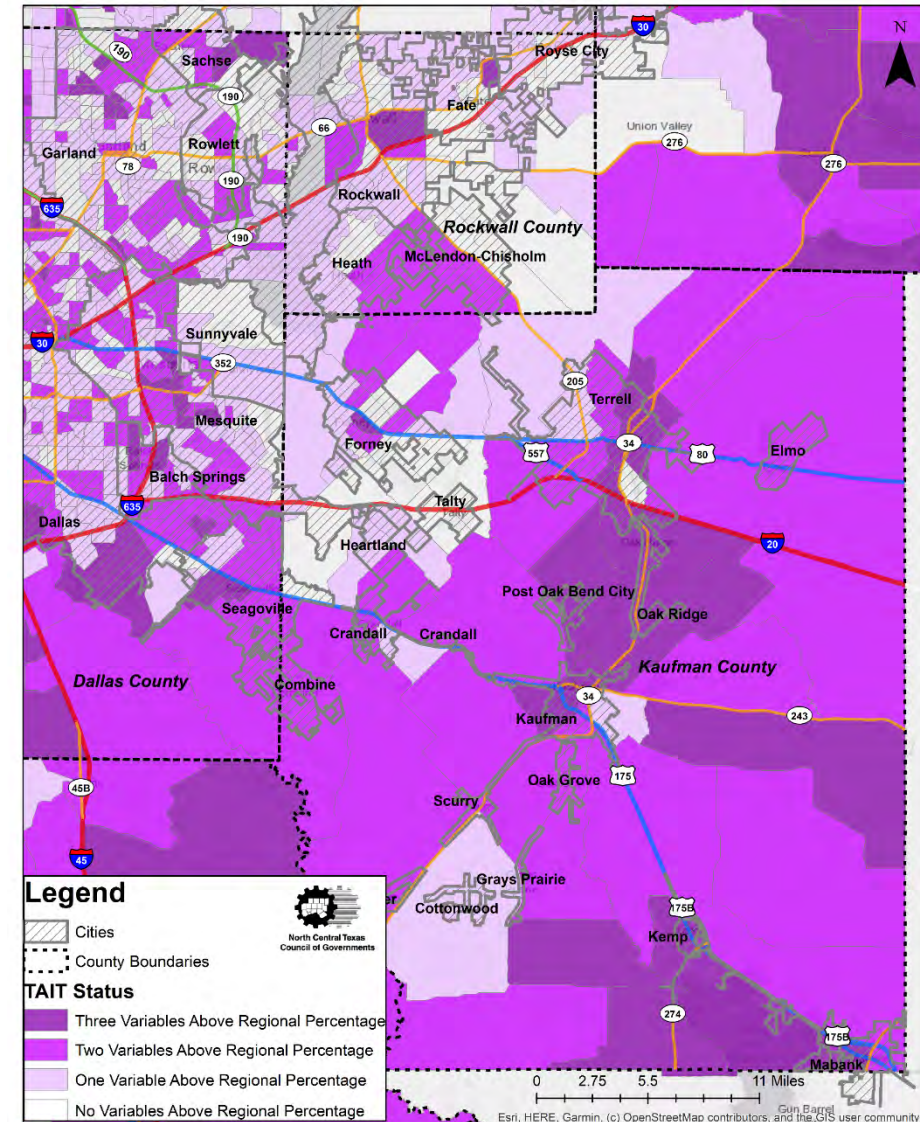 30
N
190
Royse City
Sachse
190
Fate
66
Union Valley
276
276
Garland
Rowlett
78
190
Rockwall
635
Rockwall County
190
Heath
McLendon-Chisholm
Sunnyvale
30
352
205
Terrell
Mesquite
Forney
34
80
Elmo
557
Balch Springs
635
Talty
Dallas
20
Heartland
Post Oak Bend City
Seagoville
Oak Ridge
Crandall
Crandall
Dallas County
Combine
Kaufman County
34
Kaufman
243
Oak Grove
175
45B
Scurry
45
Grays Prairie
Cottonwood
175B
Kemp
274
175B
Mabank
Gun Barrel
Legend
North Central Texas
Council of Governments
Cities
County Boundaries
TAIT Status
Three Variables Above Regional Percentage
Two Variables Above Regional Percentage
One Variable Above Regional Percentage
No Variables Above Regional Percentage
0 2.75 5.5 11 Miles
Esri, HERE, Garmin, (c) OpenStreetMap contributors, and the GIS user community